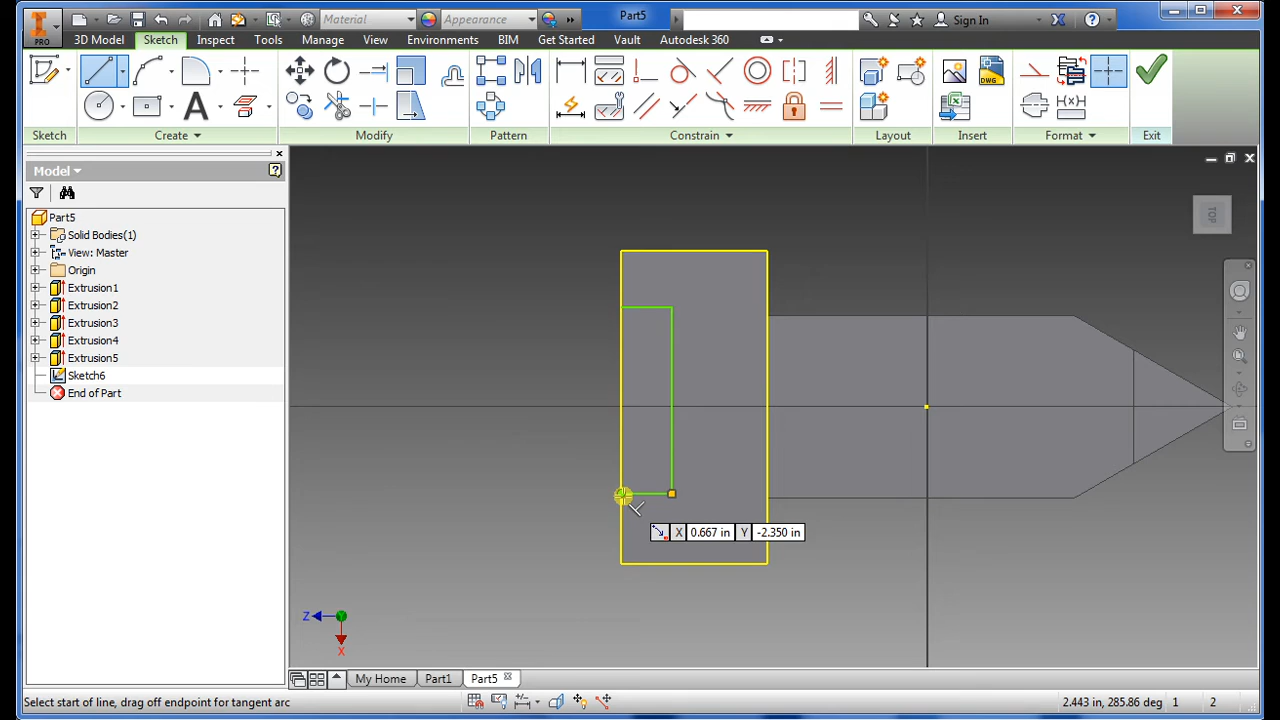 Material
Appearance
Part5
Sign In
PRO
3D Model
Sketch
Inspect
Tools
Manage
View
Environments
BIM
Get Started
Vault
Autodesk 360
DWG
Sketch
Create
Modify
Pattern
Constrain
Layout
Insert
Format
Exit
Model
Part5
Solid Bodies(1)
View: Master
Origin
Extrusion1
Extrusion2
Extrusion3
Extrusion4
Extrusion5
Sketch6
End of Part
TOP
X 0.667 in Y -2.350 in
Z
Y
X
My Home
Part1
Part5
Select start of line, drag off endpoint for tangent arc
2.443 in, 285.86 deg
1
2